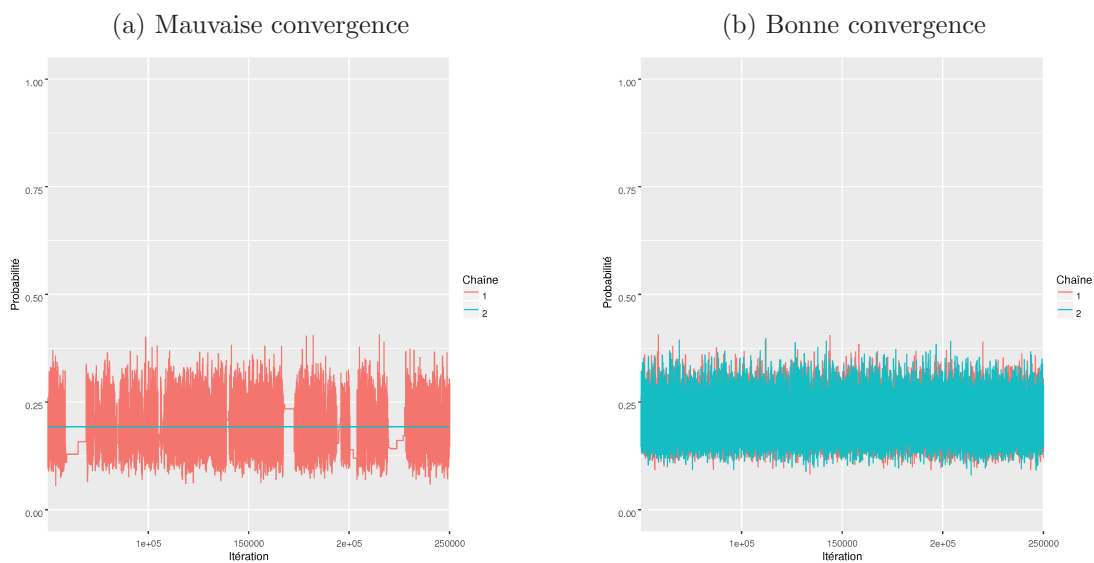 (a) Mauvaise convergence
1.00
0.75
0.50
0.25
0.00
Probabilité
1e+05
150000
2e+05
250000
Itération
Chaîne
1
2
(b) Bonne convergence
1.00
0.75
0.50
0.25
0.00
Probabilité
1e+05
150000
2e+05
250000
Itération
Chaîne
1
2